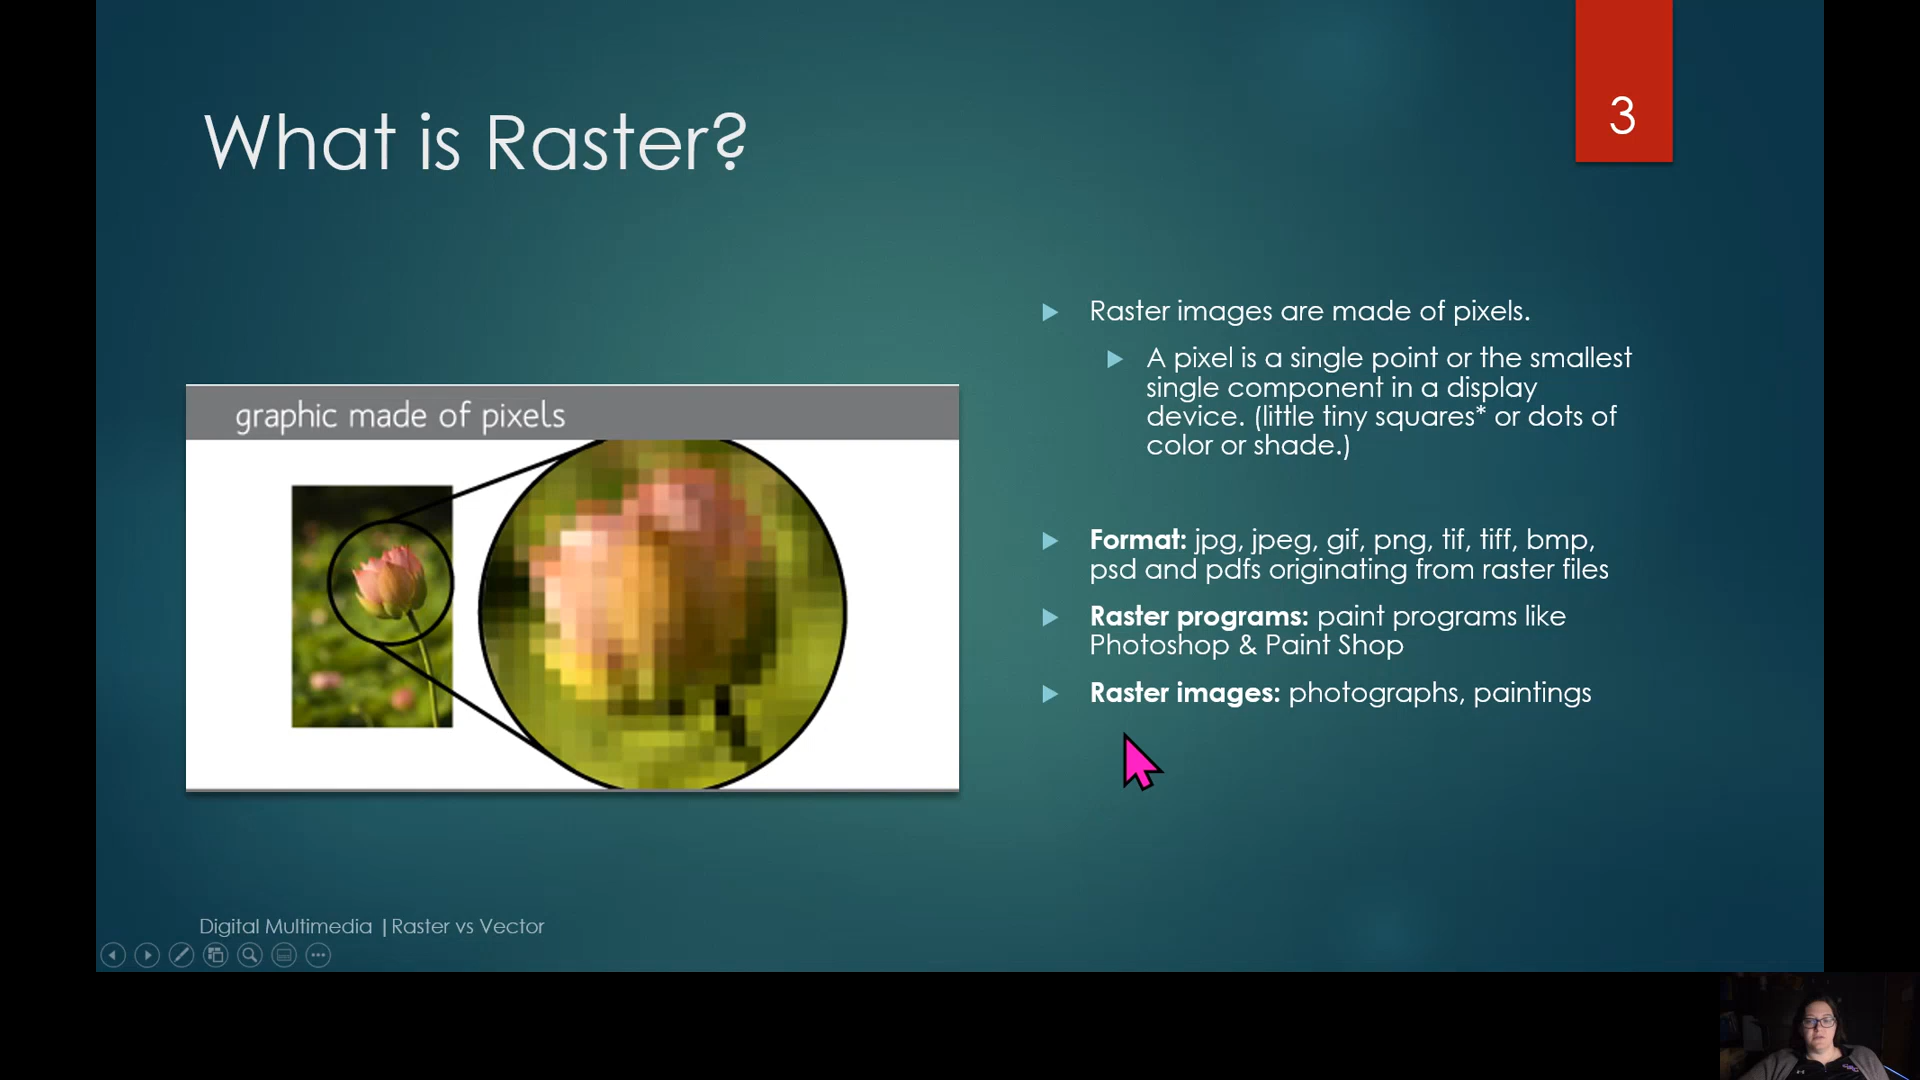 What is Raster?
3
graphic made of pixels
Raster images are made of pixels.
A pixel is a single point or the smallest
single component in a display
device. (little tiny squares* or dots of
color or shade.)
Format: jpg, jpeg, gif, png, tif, tiff, bmp,
psd and pdfs originating from raster files
Raster programs: paint programs like
Photoshop & Paint Shop
Raster images: photographs, paintings
Digital Multimedia |Raster vs Vector